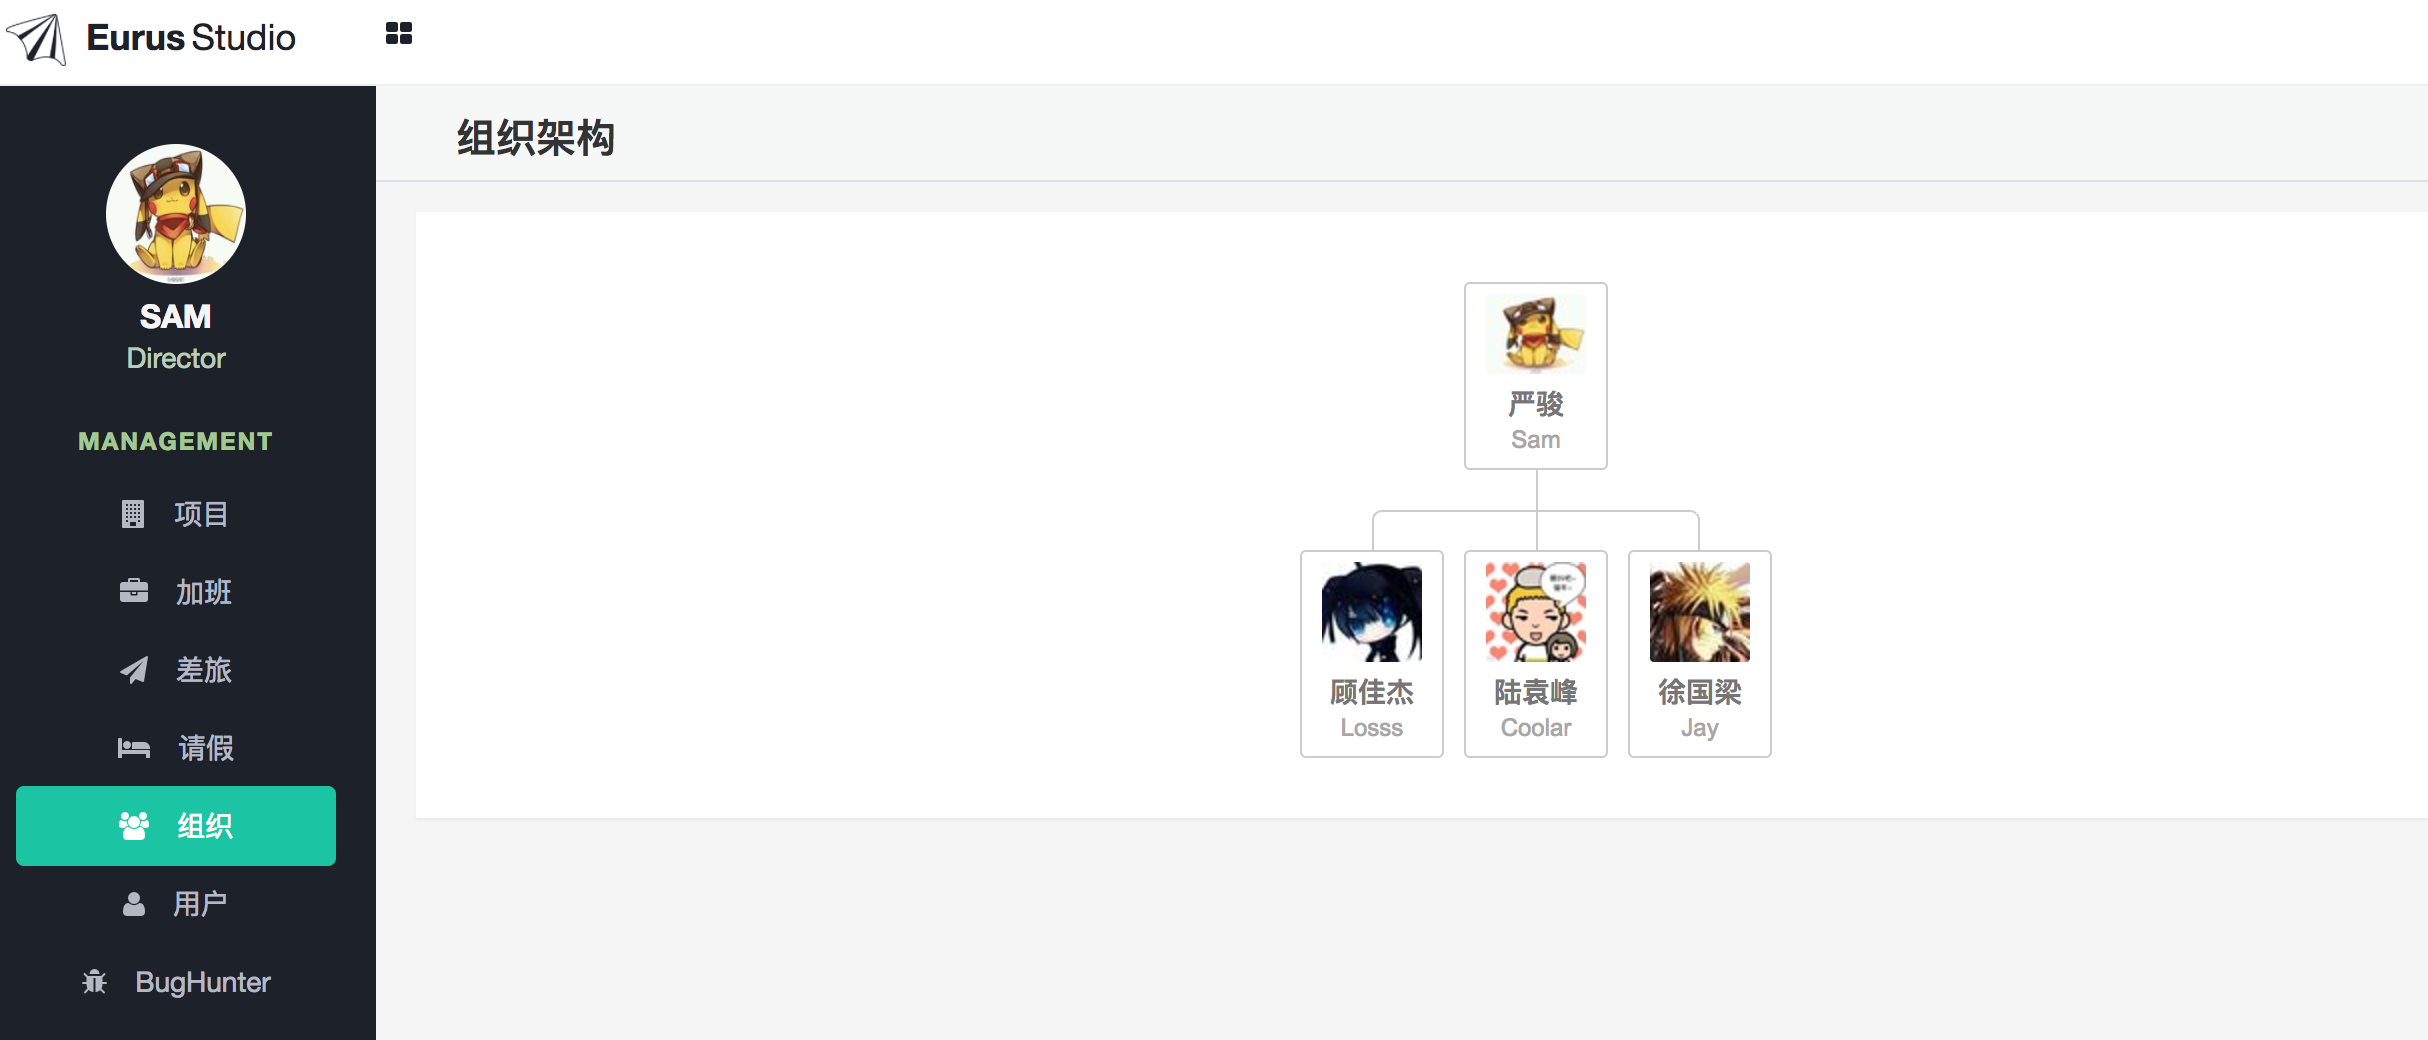 Eurus Studio
组织架构
SAM
Director
MANAGEMENT
项目
加班
差旅
请假
组织
用户
BugHunter
严骏
Sam
顾佳杰
Losss
陆袁峰
Coolar
徐国梁
Jay